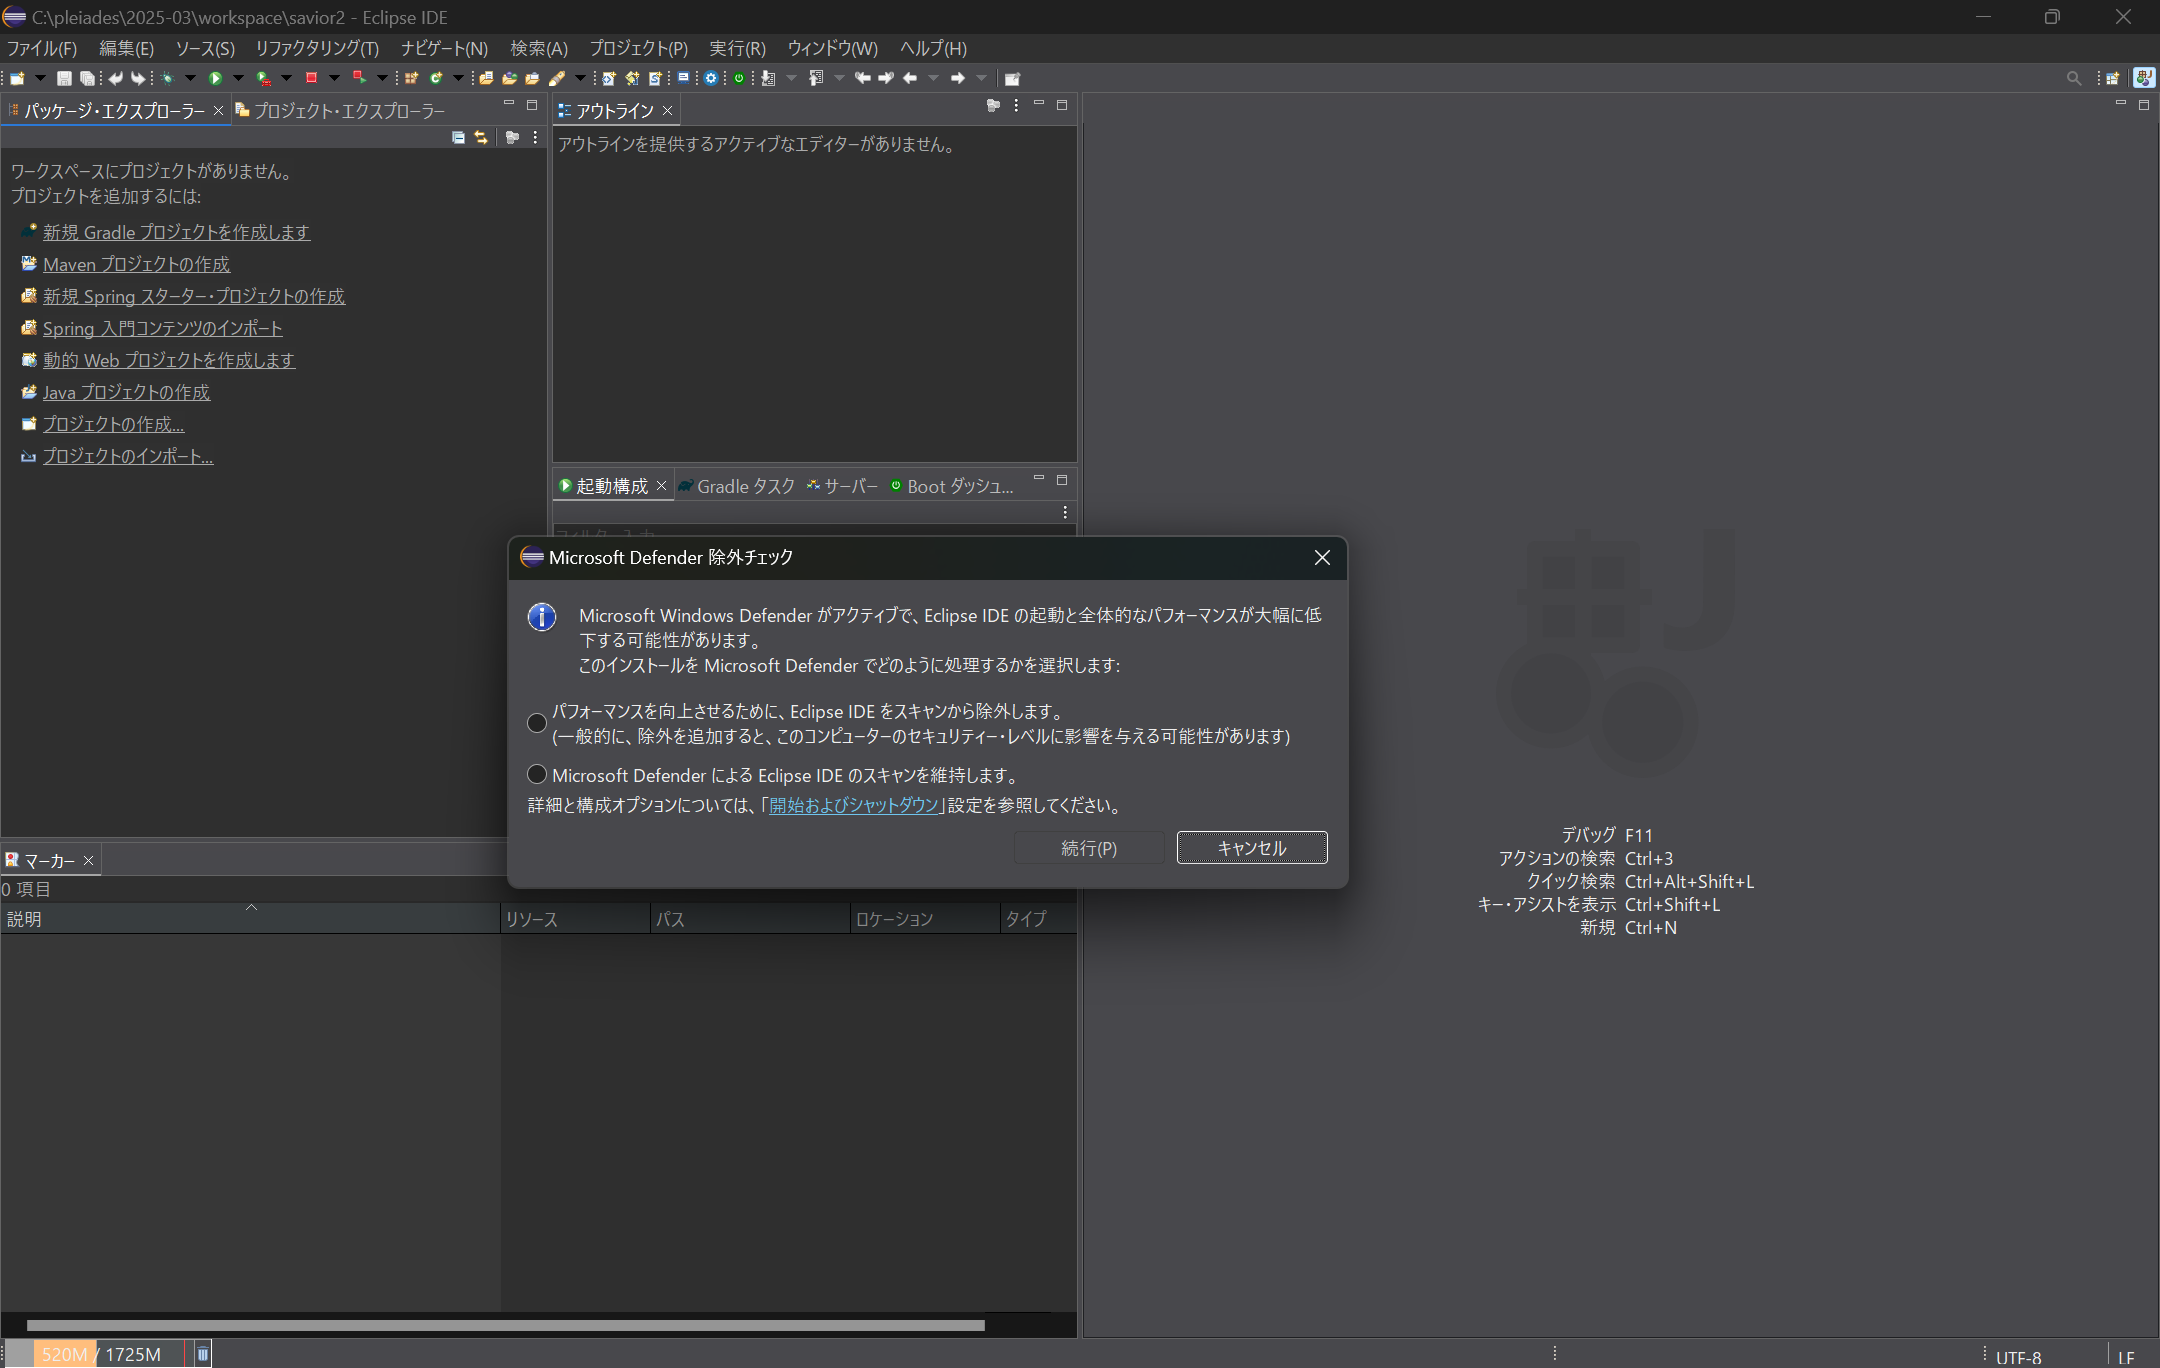 C:\pleiades\2025-03\workspace\savior2 - Eclipse IDE
ファイル(F) 編集(E) ソース(S) リファクタリング(T) ナビゲート(N) 検索(A) プロジェクト(P) 実行(R) ウィンドウ(W) ヘルプ(H)
パッケージ・エクスプローラー プロジェクト・エクスプローラー
ワークスペースにプロジェクトがありません。
プロジェクトを追加するには:
新規 Gradle プロジェクトを作成します
Maven プロジェクトの作成
新規 Spring スターター・プロジェクトの作成
Spring 入門コンテンツのインポート
動的 Web プロジェクトを作成します
Java プロジェクトの作成
プロジェクトの作成...
プロジェクトのインポート...
アウトライン
アウトラインを提供するアクティブなエディターがありません。
起動構成 Gradle タスク サーバー Boot ダッシュ...
Microsoft Defender 除外チェック
Microsoft Windows Defender がアクティブで、Eclipse IDE の起動と全体的なパフォーマンスが大幅に低
下する可能性があります。
このインストールを Microsoft Defender でどのように処理するかを選択します:
パフォーマンスを向上させるために、Eclipse IDE をスキャンから除外します。
(一般的に、除外を追加すると、このコンピューターのセキュリティー・レベルに影響を与える可能性があります)
Microsoft Defender による Eclipse IDE のスキャンを維持します。
詳細と構成オプションについては、「開始およびシャットダウン」設定を参照してください。
続行(P) キャンセル
マーカー
0 項目
説明 リソース パス ロケーション タイプ
デバッグ F11
アクションの検索 Ctrl+3
クイック検索 Ctrl+Alt+Shift+L
キー・アシストを表示 Ctrl+Shift+L
新規 Ctrl+N
520M / 1725M
UTF-8 LF